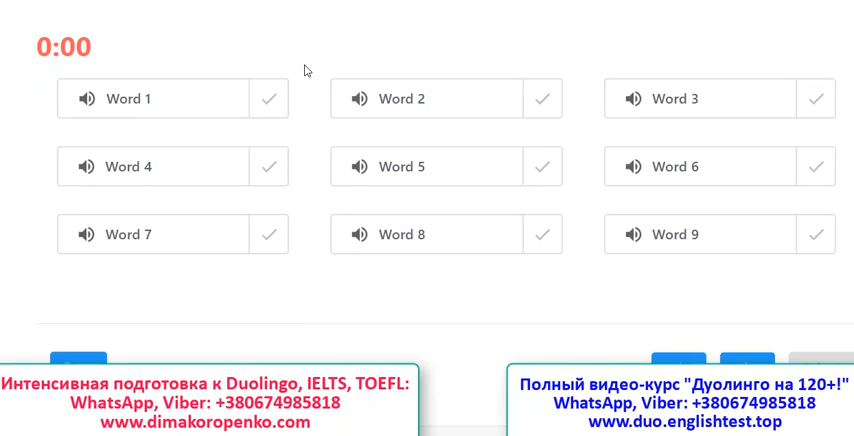 0:00
Word 1
Word 2
Word 3
Word 4
Word 5
Word 6
Word 7
Word 8
Word 9
Интенсивная подготовка к Duolingo, IELTS, TOEFL:
WhatsApp, Viber: +380674985818
www.dimakoropenko.com
Полный видео-курс "Дуолинго на 120+!"
WhatsApp, Viber: +380674985818
www.duo.englishtest.top